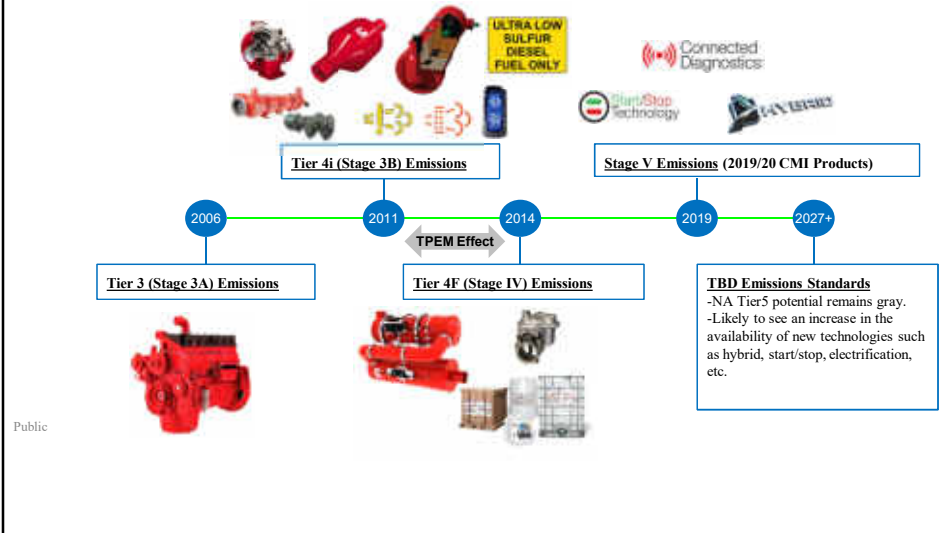 ULTRA LOW
SULFUR
DIESEL
FUEL ONLY
Connected
Diagnostics
Start/Stop
Technology
HYBRID
Tier 4i (Stage 3B) Emissions
Stage V Emissions (2019/20 CMI Products)
2006
2011
2014
2019
2027+
TPEM Effect
Tier 3 (Stage 3A) Emissions
Tier 4F (Stage IV) Emissions
TBD Emissions Standards
-NA Tier5 potential remains gray.
-Likely to see an increase in the
availability of new technologies such
as hybrid, start/stop, electrification,
etc.
Public